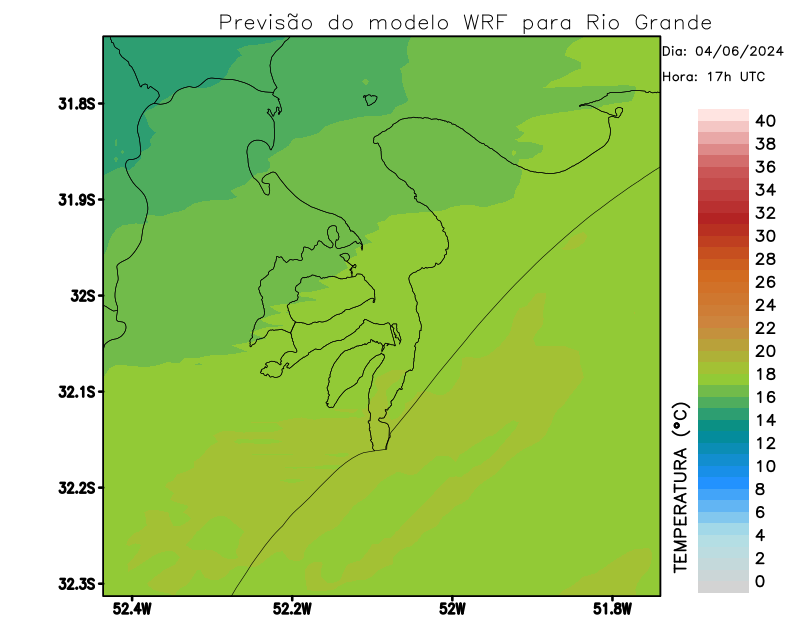 Previsão do modelo WRF para Rio Grande
Dia: 04/06/2024
Hora: 17h UTC
31.8S
31.9S
32S
32.1S
32.2S
32.3S
52.4W
52.2W
52W
51.8W
TEMPERATURA (°C)
40
38
36
34
32
30
28
26
24
22
20
18
16
14
12
10
8
6
4
2
0